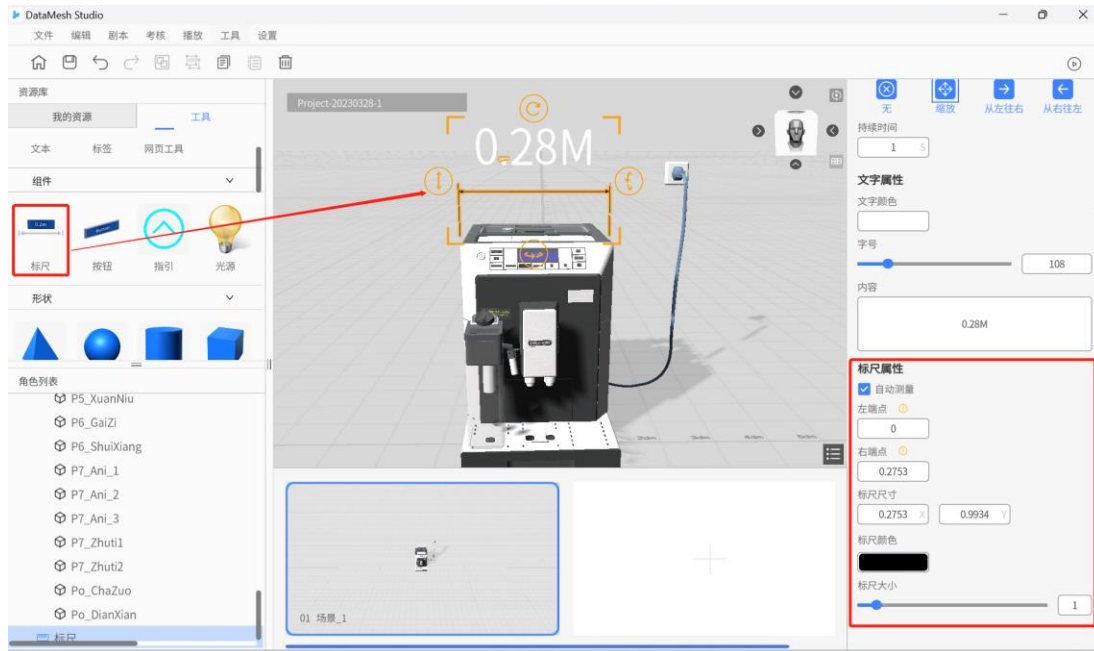 DataMesh Studio
文件 编辑 剧本 考核 播放 工具 设置
资源库
我的资源 工具
文本 标签 网页工具
组件
0.2m
标尺 按钮 指引 光源
形状
角色列表
P5_XuanNiu
P6_GaiZi
P6_ShuiXiang
P7_Ani_1
P7_Ani_2
P7_Ani_3
P7_Zhuti1
P7_Zhuti2
Po_ChaZuo
Po_DianXian
标尺
Project-20230328-1
0.28M
01 场景_1
无 缩放 从左往右 从右往左
持续时间
1 S
文字属性
文字颜色
字号
108
内容
0.28M
标尺属性
自动测量
左端点
0
右端点
0.2753
标尺尺寸
0.2753 X 0.9934 Y
标尺颜色
标尺大小
1